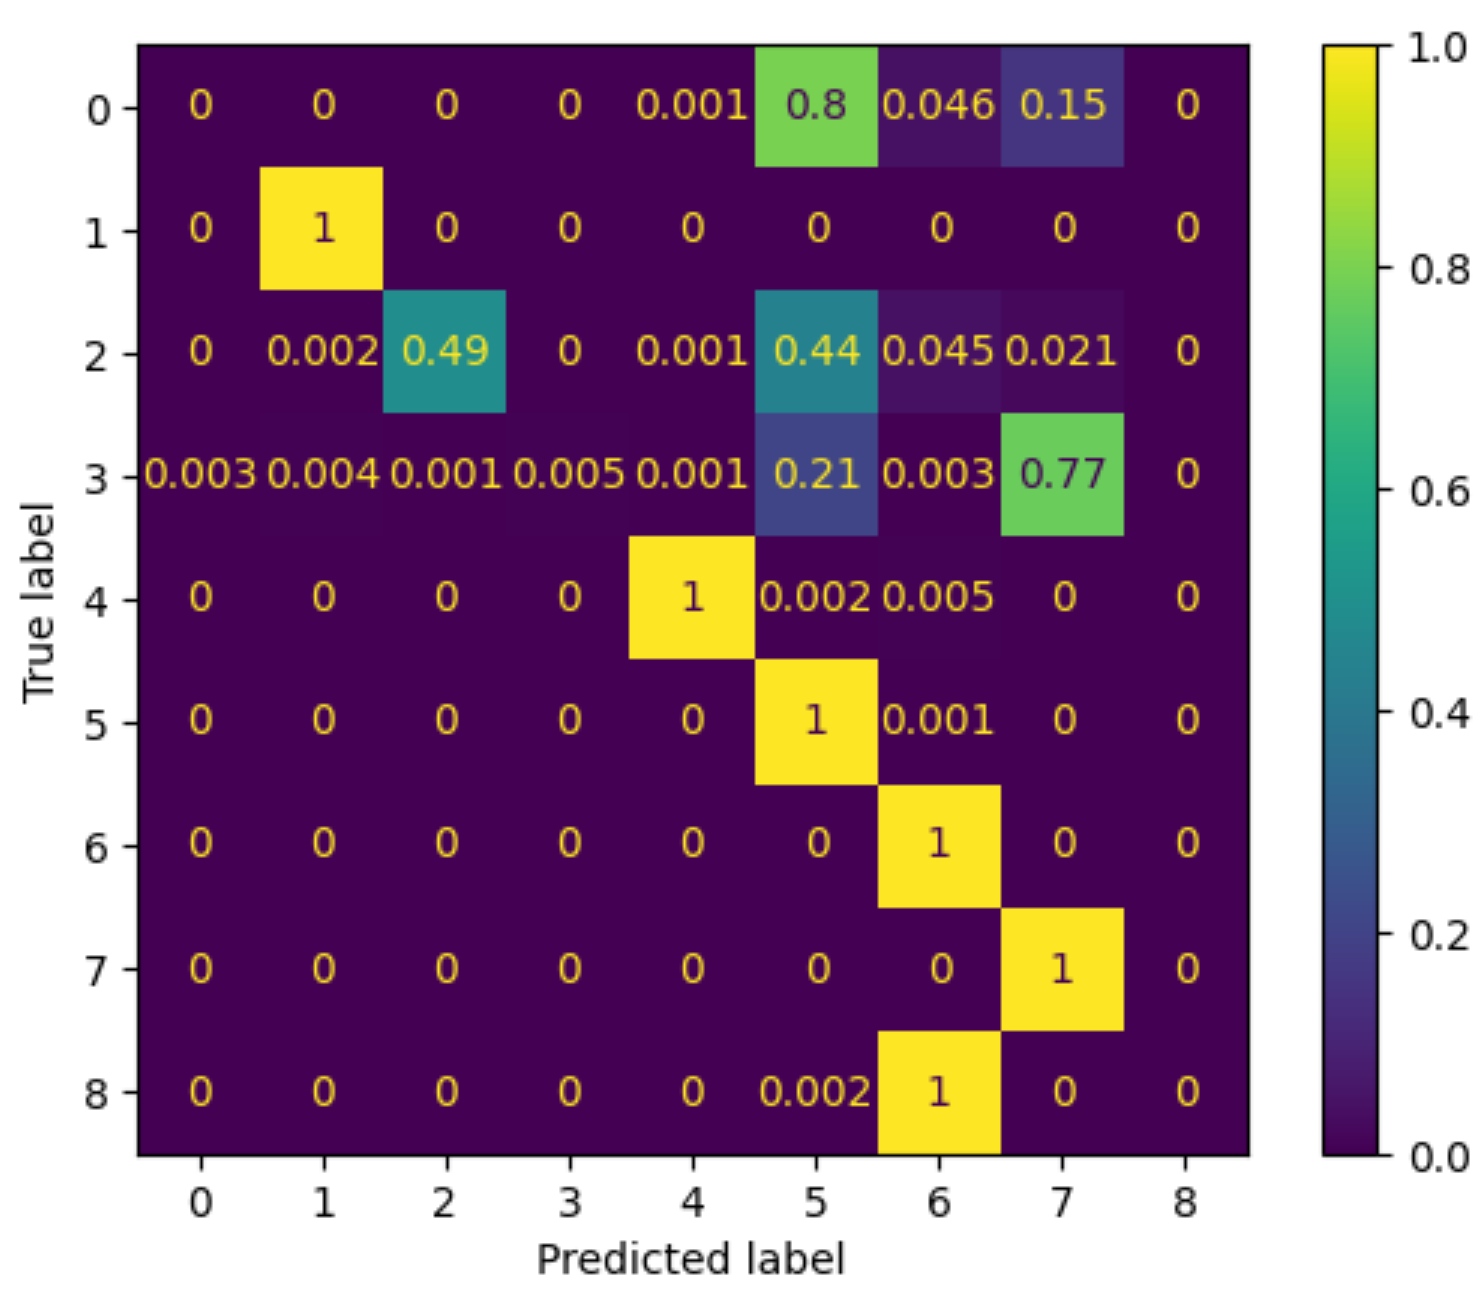 0 0 0 0 0 0.001 0.8 0.046 0.15 0
1 0 1 0 0 0 0 0 0 0
2 0 0.002 0.49 0 0.001 0.44 0.045 0.021 0
3 0.003 0.004 0.001 0.005 0.001 0.21 0.003 0.77 0
4 0 0 0 0 1 0.002 0.005 0 0
5 0 0 0 0 0 1 0.001 0 0
6 0 0 0 0 0 0 1 0 0
7 0 0 0 0 0 0 0 1 0
8 0 0 0 0 0 0.002 1 0 0
0 1 2 3 4 5 6 7 8
Predicted label
True label
1.0
0.8
0.6
0.4
0.2
0.0